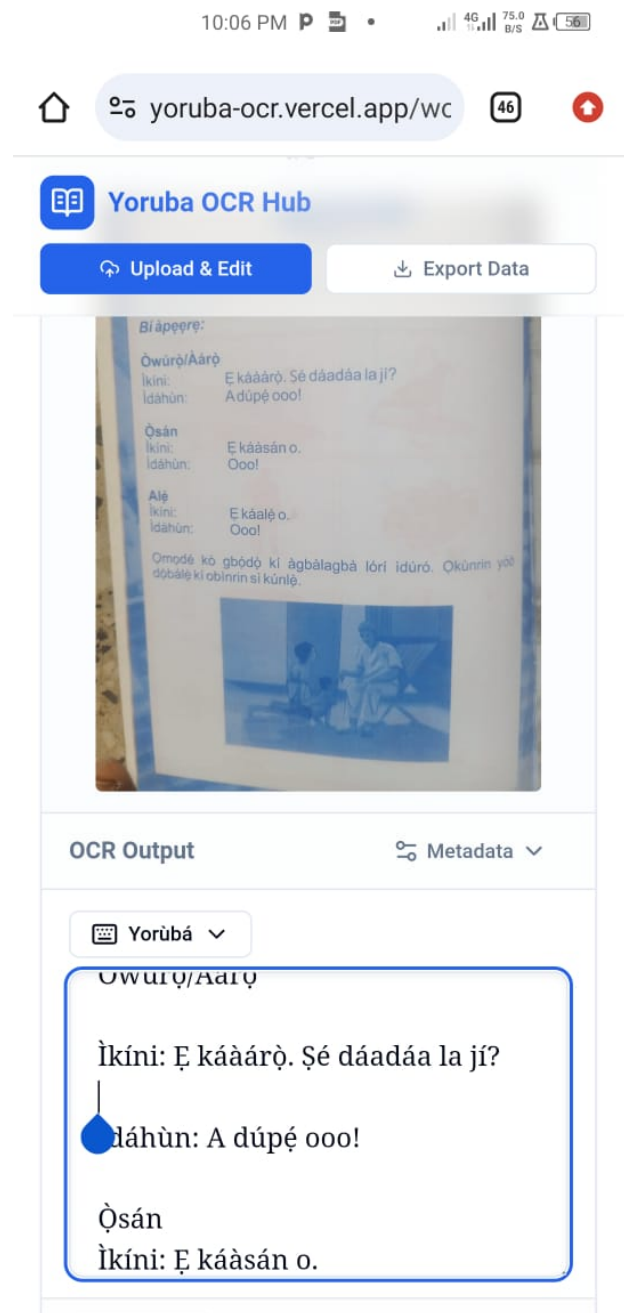 10:06 PM
4G
75.0 B/S
56
yoruba-ocr.vercel.app/wc
46
Yoruba OCR Hub
Upload & Edit
Export Data
Bí àpẹẹrẹ:
Òwúrọ̀/Àárọ̀
Ìkíni: Ẹ káàárọ̀. Ṣé dáadáa la jí?
Ìdáhùn: A dúpẹ́ ooo!
Ọ̀sán
Ìkíni: Ẹ káàsán o.
Ìdáhùn: Ooo!
Alẹ́
Ìkíni: Ẹ káalẹ́ o.
Ìdáhùn: Ooo!
Ọmọdé kò gbọdọ̀ kí àgbàlagbà lórí ìdúró. Ọkùnrin yóò
dọ̀bálẹ̀ kí obìnrin sì kúnlẹ̀.
OCR Output
Metadata
Yorùbá
Òwúrọ̀/Àárọ̀
Ìkíni: Ẹ káàárọ̀. Ṣé dáadáa la jí?
dáhùn: A dúpẹ́ ooo!
Ọ̀sán
Ìkíni: Ẹ káàsán o.